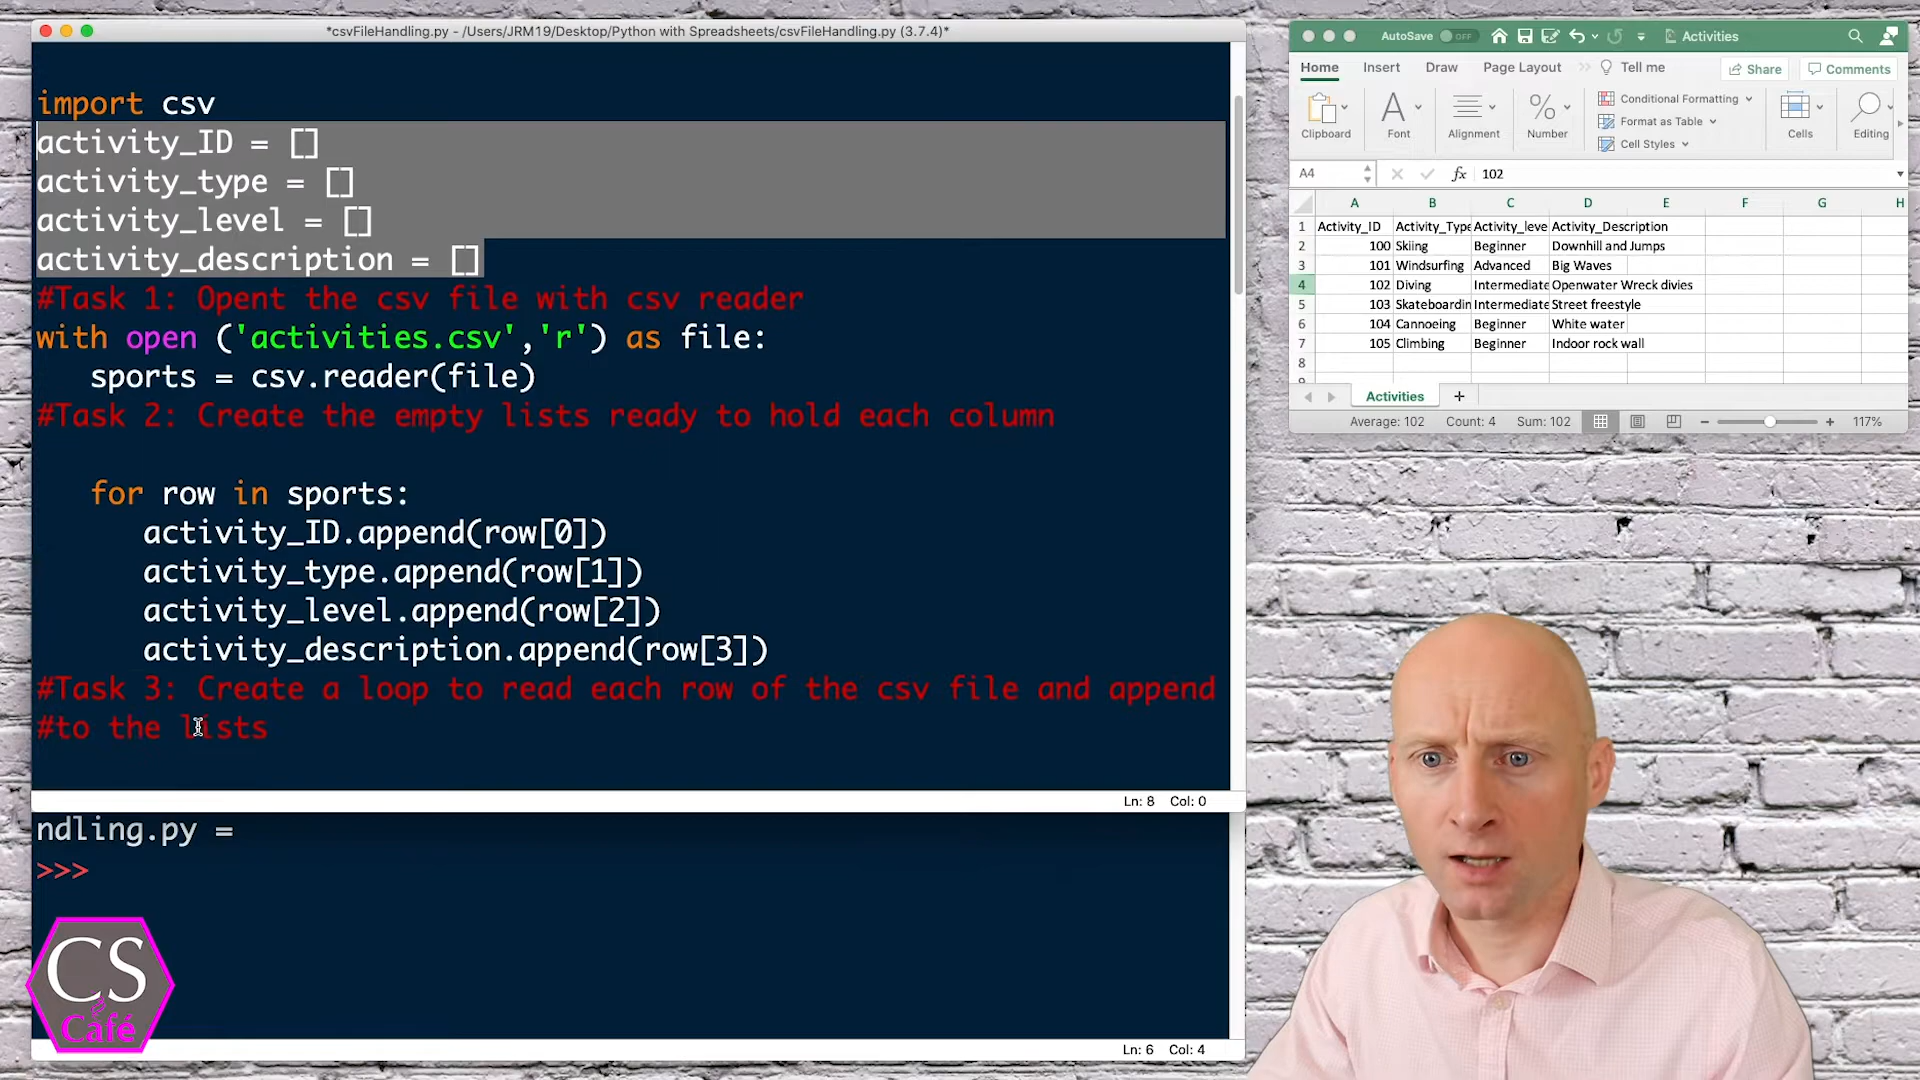 *csvFileHandling.py - /Users/JRM19/Desktop/Python with Spreadsheets/csvFileHandling.py (3.7.4)*
import csv
activity_ID = []
activity_type = []
activity_level = []
activity_description = []
#Task 1: Opent the csv file with csv reader
with open ('activities.csv','r') as file:
sports = csv.reader(file)
#Task 2: Create the empty lists ready to hold each column
for row in sports:
activity_ID.append(row[0])
activity_type.append(row[1])
activity_level.append(row[2])
activity_description.append(row[3])
#Task 3: Create a loop to read each row of the csv file and append
#to the lists
Ln: 8 Col: 0
ndling.py =
>>>
Ln: 6 Col: 4
CS
Café
AutoSave OFF Activities
Home Insert Draw Page Layout >> Tell me Share Comments
Clipboard Font Alignment Number Conditional Formatting Format as Table Cell Styles Cells Editing
A4 fx 102
A B C D E F G H
1 Activity_ID Activity_Type Activity_leve Activity_Description
2 100 Skiing Beginner Downhill and Jumps
3 101 Windsurfing Advanced Big Waves
4 102 Diving Intermediate Openwater Wreck divies
5 103 Skateboardin Intermediate Street freestyle
6 104 Cannoeing Beginner White water
7 105 Climbing Beginner Indoor rock wall
8
9
Activities +
Average: 102 Count: 4 Sum: 102 − + 117%